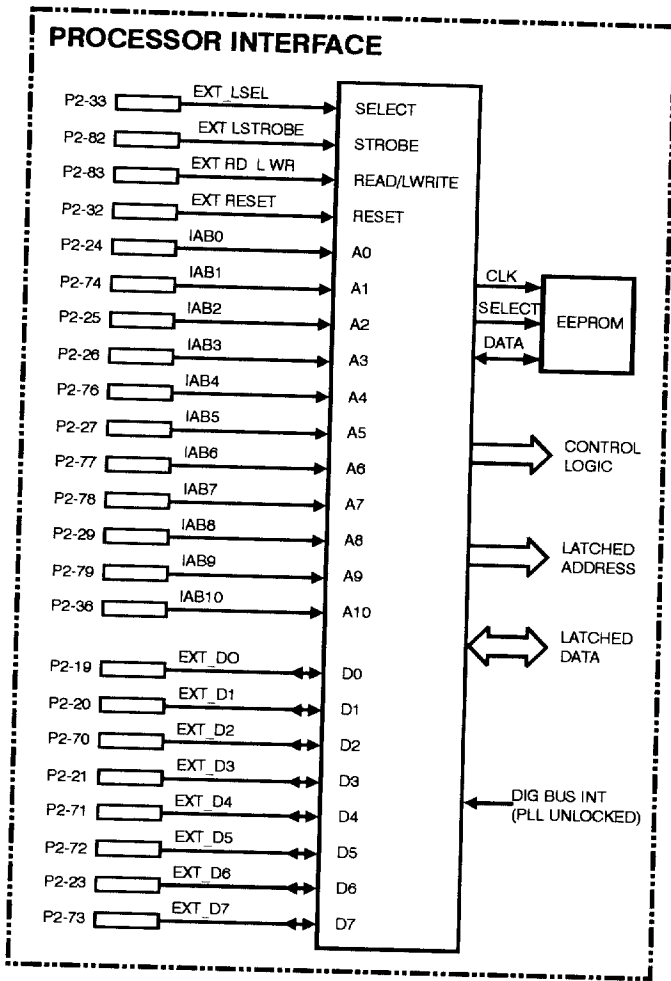 PROCESSOR INTERFACE
P2-33 EXT_LSEL SELECT
P2-82 EXT LSTROBE STROBE
P2-83 EXT RD L WR READ/LWRITE
P2-32 EXT RESET RESET
P2-24 IAB0 A0
P2-74 IAB1 A1 CLK
P2-25 IAB2 A2 SELECT EEPROM
P2-26 IAB3 A3 DATA
P2-76 IAB4 A4
P2-27 IAB5 A5 CONTROL
P2-77 IAB6 A6 LOGIC
P2-78 IAB7 A7
P2-29 IAB8 A8 LATCHED
P2-79 IAB9 A9 ADDRESS
P2-36 IAB10 A10
LATCHED
P2-19 EXT_DO D0 DATA
P2-20 EXT_D1 D1
P2-70 EXT_D2 D2
P2-21 EXT_D3 D3 DIG BUS INT
P2-71 EXT_D4 D4 (PLL UNLOCKED)
P2-72 EXT_D5 D5
P2-23 EXT_D6 D6
P2-73 EXT_D7 D7